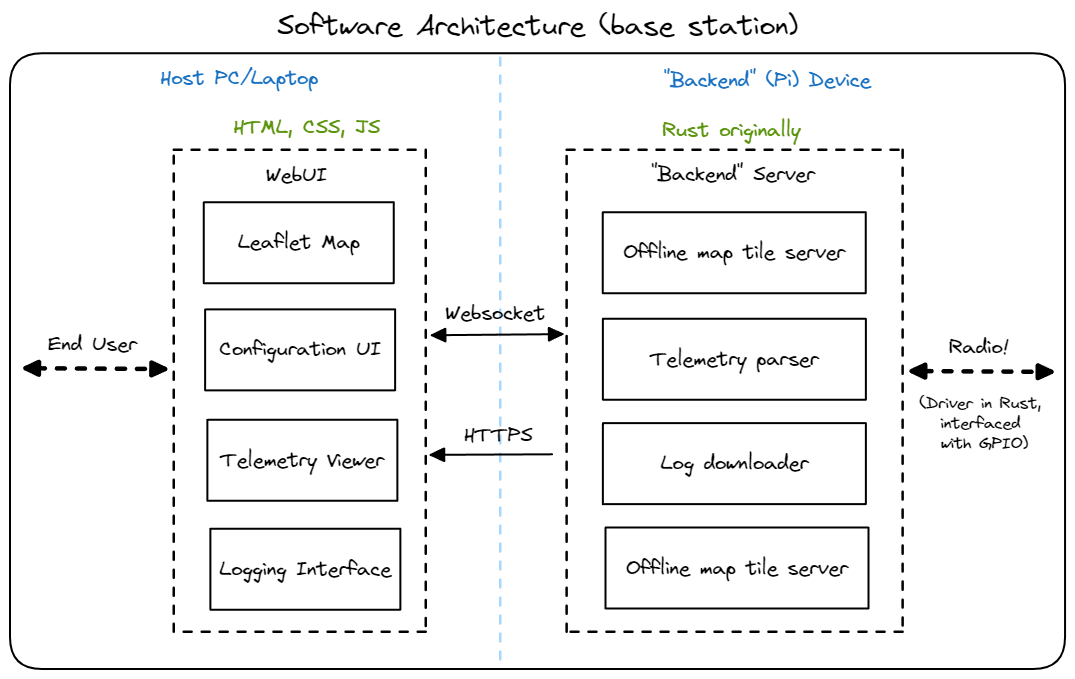 Software Architecture (base station)
Host PC/Laptop
"Backend" (Pi) Device
HTML, CSS, JS
Rust originally
WebUI
"Backend" Server
Leaflet Map
Offline map tile server
Websocket
End User
Configuration UI
Telemetry parser
Radio!
(Driver in Rust,
interfaced
with GPIO)
HTTPS
Telemetry Viewer
Log downloader
Logging Interface
Offline map tile server